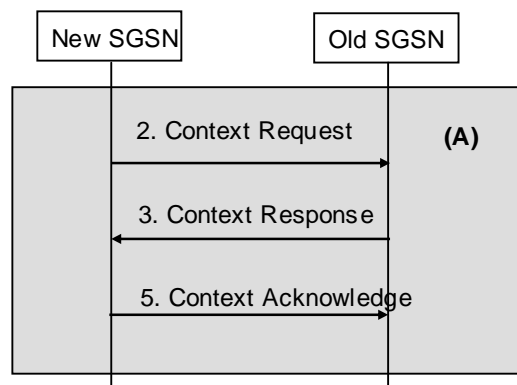 New SGSN
Old SGSN
2. Context Request
(A)
3. Context Response
5. Context Acknowledge